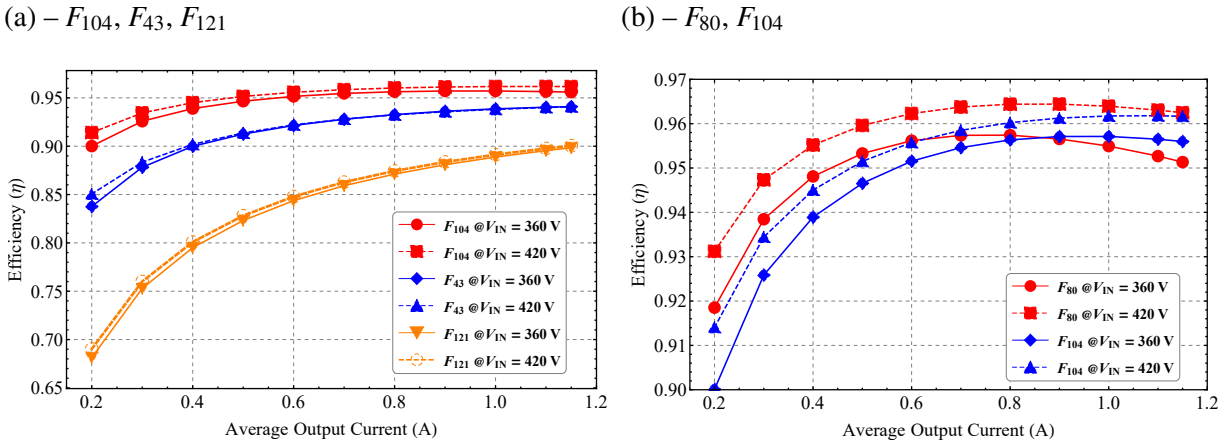 (a) – F104, F43, F121
(b) – F80, F104
Efficiency (η)
0.95
0.90
0.85
0.80
0.75
0.70
0.65
F104 @VIN = 360 V
F104 @VIN = 420 V
F43 @VIN = 360 V
F43 @VIN = 420 V
F121 @VIN = 360 V
F121 @VIN = 420 V
0.2 0.4 0.6 0.8 1.0 1.2
Average Output Current (A)
Efficiency (η)
0.97
0.96
0.95
0.94
0.93
0.92
0.91
0.90
F80 @VIN = 360 V
F80 @VIN = 420 V
F104 @VIN = 360 V
F104 @VIN = 420 V
0.2 0.4 0.6 0.8 1.0 1.2
Average Output Current (A)